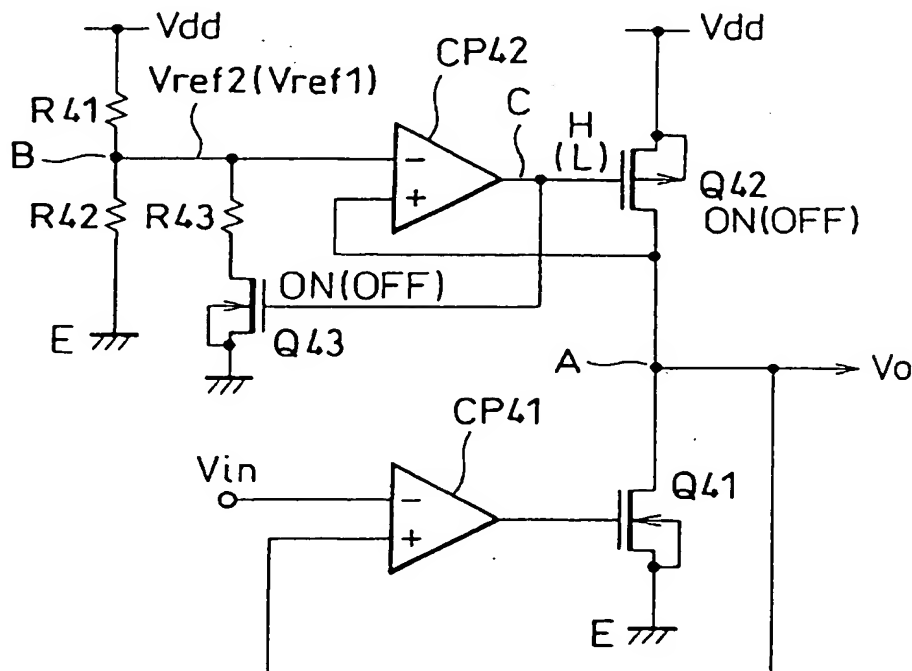 Vdd
Vdd
CP42
Vref2(Vref1)
R41
C
H
(L)
B
Q42
ON(OFF)
R42
R43
ON(OFF)
E
Q43
A
Vo
CP41
Vin
Q41
E